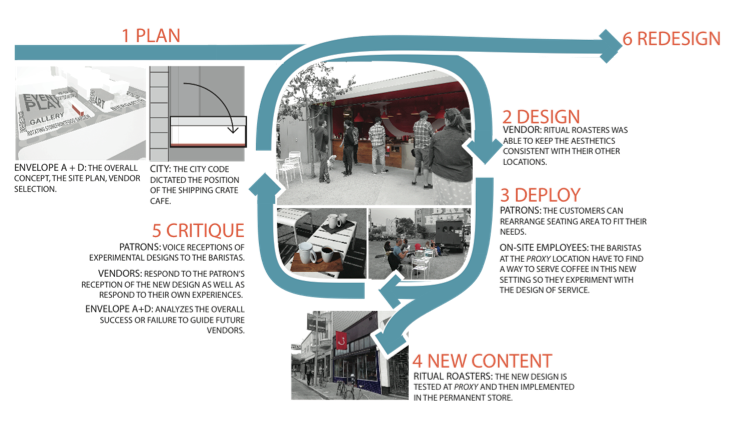 1 PLAN
6 REDESIGN
EVER
PLAY
ART
GALLERY
BIERGARTEN
ENVELOPE A + D: THE OVERALL
CONCEPT, THE SITE PLAN, VENDOR
SELECTION.
CITY: THE CITY CODE
DICTATED THE POSITION
OF THE SHIPPING CRATE
CAFE.
2 DESIGN
VENDOR: RITUAL ROASTERS WAS
ABLE TO KEEP THE AESTHETICS
CONSISTENT WITH THEIR OTHER
LOCATIONS.
3 DEPLOY
PATRONS: THE CUSTOMERS CAN
REARRANGE SEATING AREA TO FIT THEIR
NEEDS.
ON-SITE EMPLOYEES: THE BARISTAS
AT THE PROXY LOCATION HAVE TO FIND
A WAY TO SERVE COFFEE IN THIS NEW
SETTING SO THEY EXPERIMENT WITH
THE DESIGN OF SERVICE.
5 CRITIQUE
PATRONS: VOICE RECEPTIONS OF
EXPERIMENTAL DESIGNS TO THE BARISTAS.
VENDORS: RESPOND TO THE PATRON'S
RECEPTION OF THE NEW DESIGN AS WELL AS
RESPOND TO THEIR OWN EXPERIENCES.
ENVELOPE A+D: ANALYZES THE OVERALL
SUCCESS OR FAILURE TO GUIDE FUTURE
VENDORS.
4 NEW CONTENT
RITUAL ROASTERS: THE NEW DESIGN IS
TESTED AT PROXY AND THEN IMPLEMENTED
IN THE PERMANENT STORE.